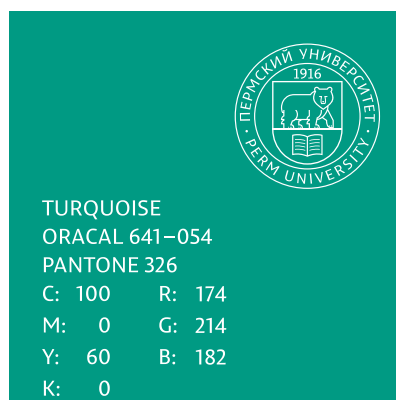 ПЕРМСКИЙ УНИВЕРСИТЕТ
1916
· PERM UNIVERSITY ·
TURQUOISE
ORACAL 641–054
PANTONE 326
C: 100 R: 174
M: 0 G: 214
Y: 60 B: 182
K: 0